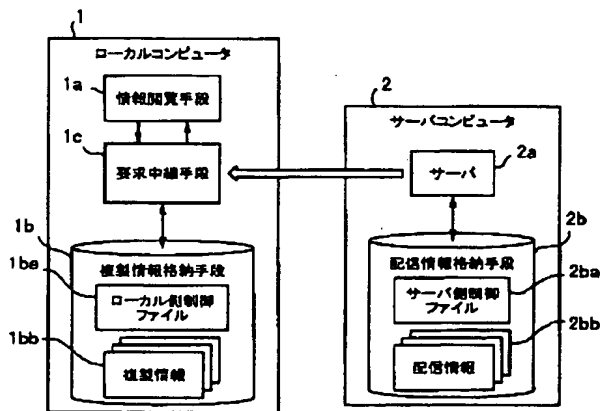 1
ローカルコンピュータ
1a
情報閲覧手段
1c
要求中継手段
1b
複製情報格納手段
1be
ローカル側制御
ファイル
1bb
複製情報
2
サーバコンピュータ
サーバ
2a
2b
配信情報格納手段
サーバ側制御
ファイル
2ba
2bb
配信情報